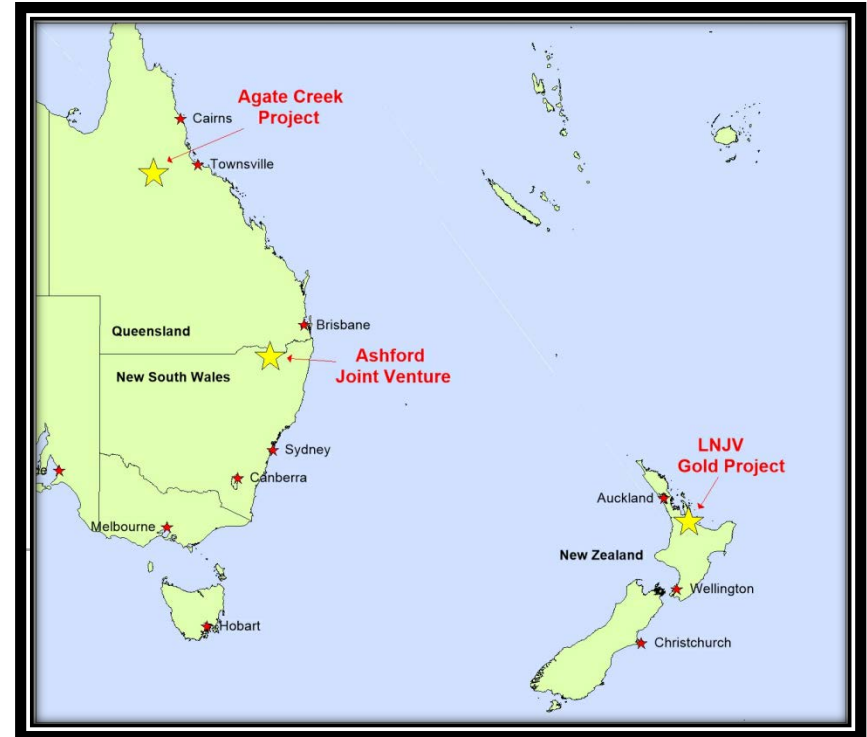 Agate Creek
Project
Cairns
Townsville
Brisbane
Queensland
Ashford
Joint Venture
New South Wales
Sydney
Canberra
de
Melbourne
Hobart
LNJV
Gold Project
Auckland
New Zealand
Wellington
Christchurch